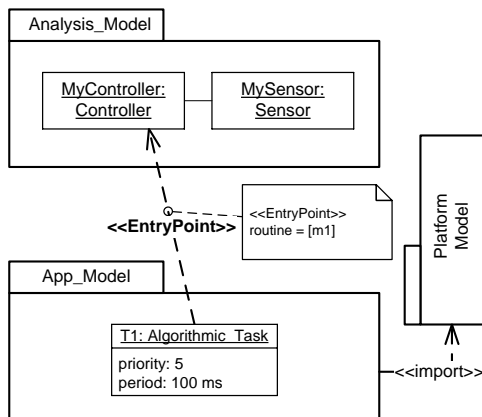 Analysis_Model
MyController:
Controller
MySensor:
Sensor
<<EntryPoint>>
<<EntryPoint>>
routine = [m1]
Platform
Model
App_Model
T1: Algorithmic_Task
priority: 5
period: 100 ms
<<import>>